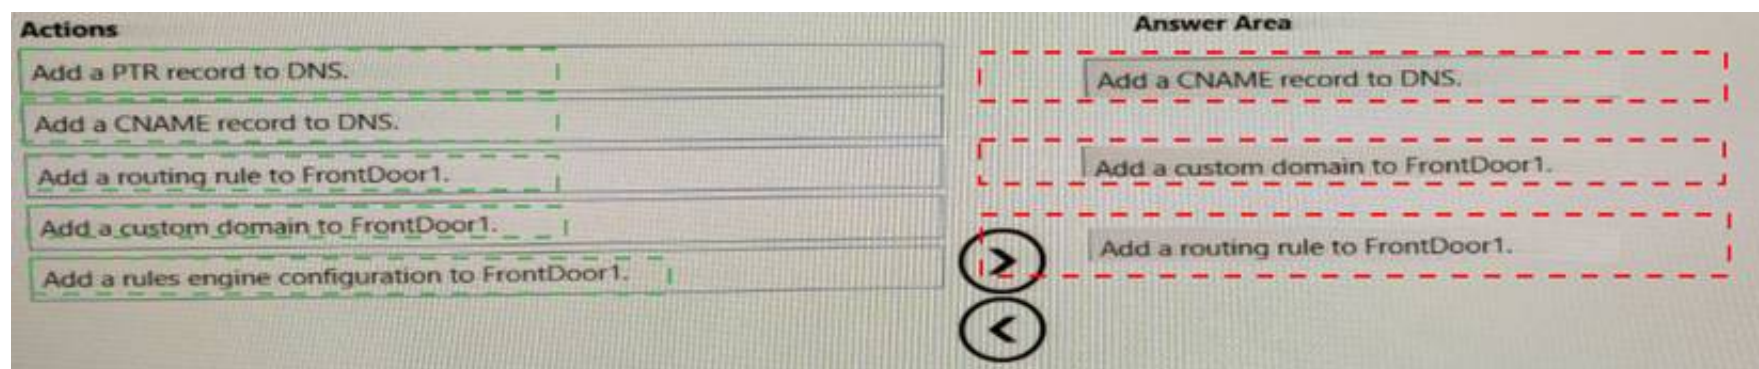 Actions
Add a PTR record to DNS.
Add a CNAME record to DNS.
Add a routing rule to FrontDoor1.
Add a custom domain to FrontDoor1.
Add a rules engine configuration to FrontDoor1.
Answer Area
Add a CNAME record to DNS.
Add a custom domain to FrontDoor1.
Add a routing rule to FrontDoor1.